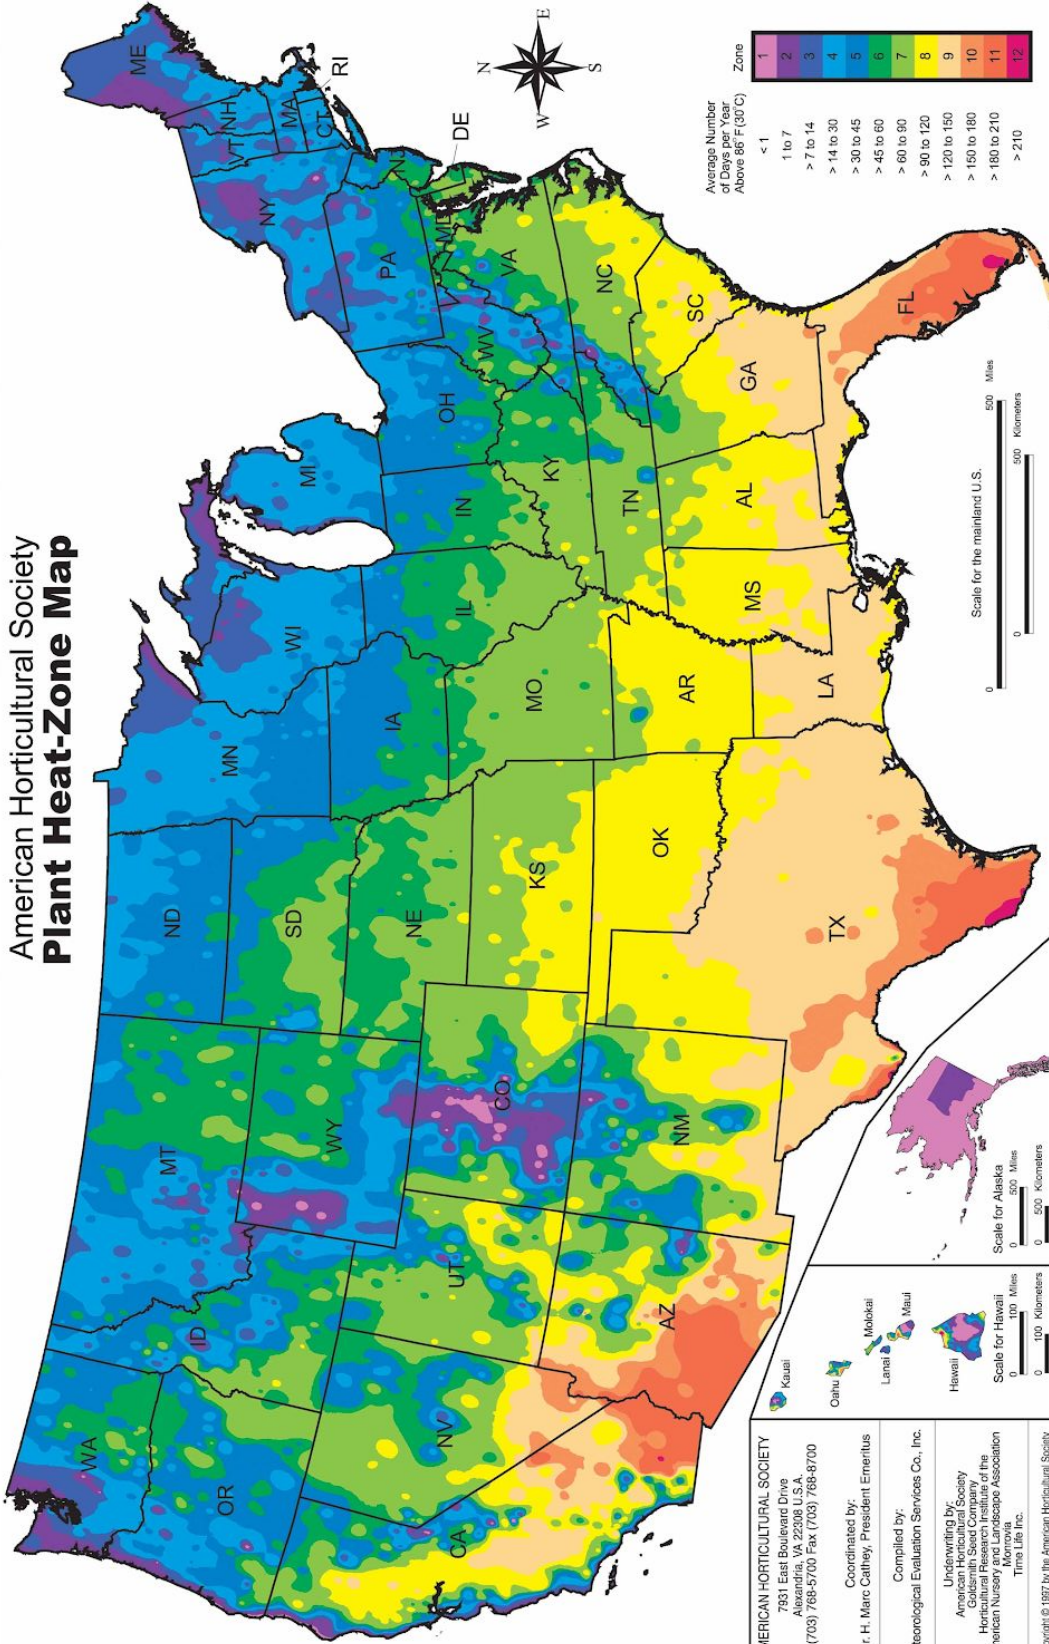 American Horticultural Society
Plant Heat-Zone Map
WA
OR
CA
NV
ID
MT
WY
UT
CO
AZ
NM
ND
SD
NE
KS
OK
TX
MN
IA
MO
AR
LA
WI
IL
MS
MI
IN
KY
TN
AL
OH
WV
VA
NC
SC
GA
FL
PA
NY
VT
NH
ME
MA
RI
CT
NJ
DE
MD
N
E
S
W
Average Number
of Days per Year
Above 86°F (30°C)
Zone
< 1
1
1 to 7
2
> 7 to 14
3
> 14 to 30
4
> 30 to 45
5
> 45 to 60
6
> 60 to 90
7
> 90 to 120
8
> 120 to 150
9
> 150 to 180
10
> 180 to 210
11
> 210
12
Scale for the mainland U.S.
0
500
Miles
0
500
Kilometers
Scale for Alaska
0
500
Miles
0
500
Kilometers
Kauai
Oahu
Molokai
Lanai
Maui
Hawaii
Scale for Hawaii
0
100
Miles
0
100
Kilometers
MERICAN HORTICULTURAL SOCIETY
7931 East Boulevard Drive
Alexandria, VA 22308 U.S.A.
(703) 768-5700 Fax (703) 768-8700
Coordinated by:
r. H. Marc Cathey, President Emeritus
Compiled by:
teorological Evaluation Services Co., Inc.
Underwriting by:
American Horticultural Society
Goldsmith Seed Company
Horticultural Research Institute of the
nerican Nursery and Landscape Association
Monrovia
Time Life Inc.
yright © 1997 by the American Horticultural Society